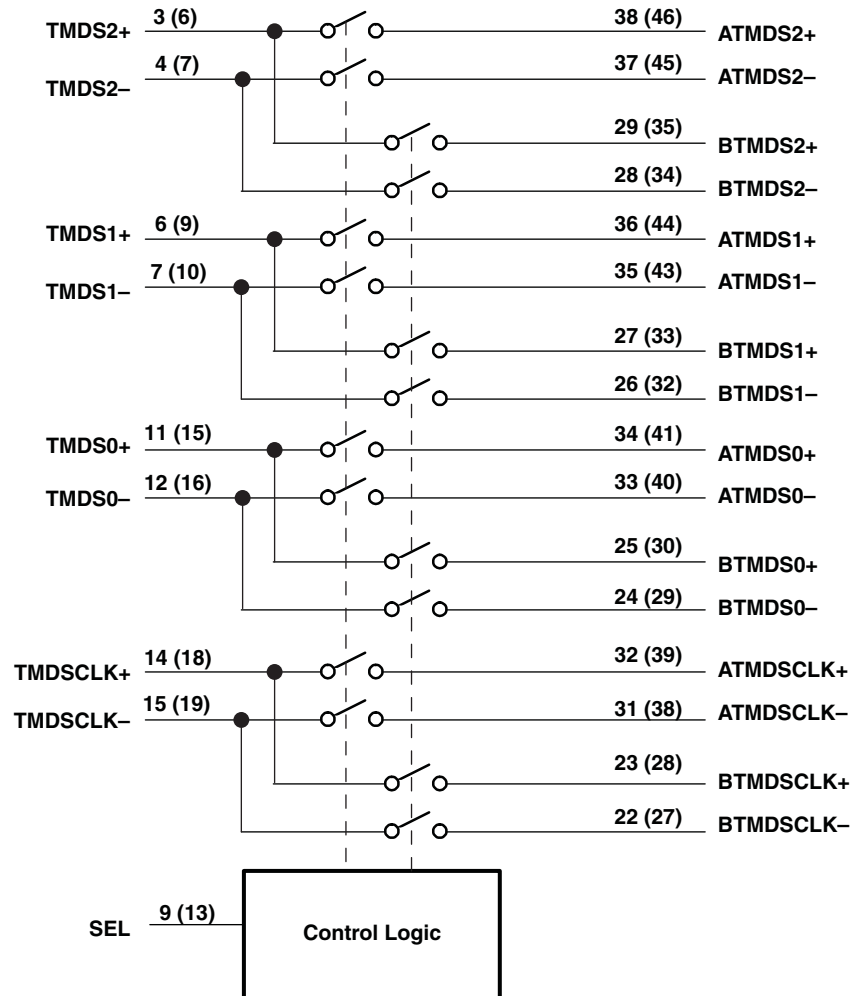 TMDS2+ 3 (6) 38 (46) ATMDS2+
TMDS2– 4 (7) 37 (45) ATMDS2–
29 (35) BTMDS2+
28 (34) BTMDS2–
TMDS1+ 6 (9) 36 (44) ATMDS1+
TMDS1– 7 (10) 35 (43) ATMDS1–
27 (33) BTMDS1+
26 (32) BTMDS1–
TMDS0+ 11 (15) 34 (41) ATMDS0+
TMDS0– 12 (16) 33 (40) ATMDS0–
25 (30) BTMDS0+
24 (29) BTMDS0–
TMDSCLK+ 14 (18) 32 (39) ATMDSCLK+
TMDSCLK– 15 (19) 31 (38) ATMDSCLK–
23 (28) BTMDSCLK+
22 (27) BTMDSCLK–
SEL 9 (13) Control Logic